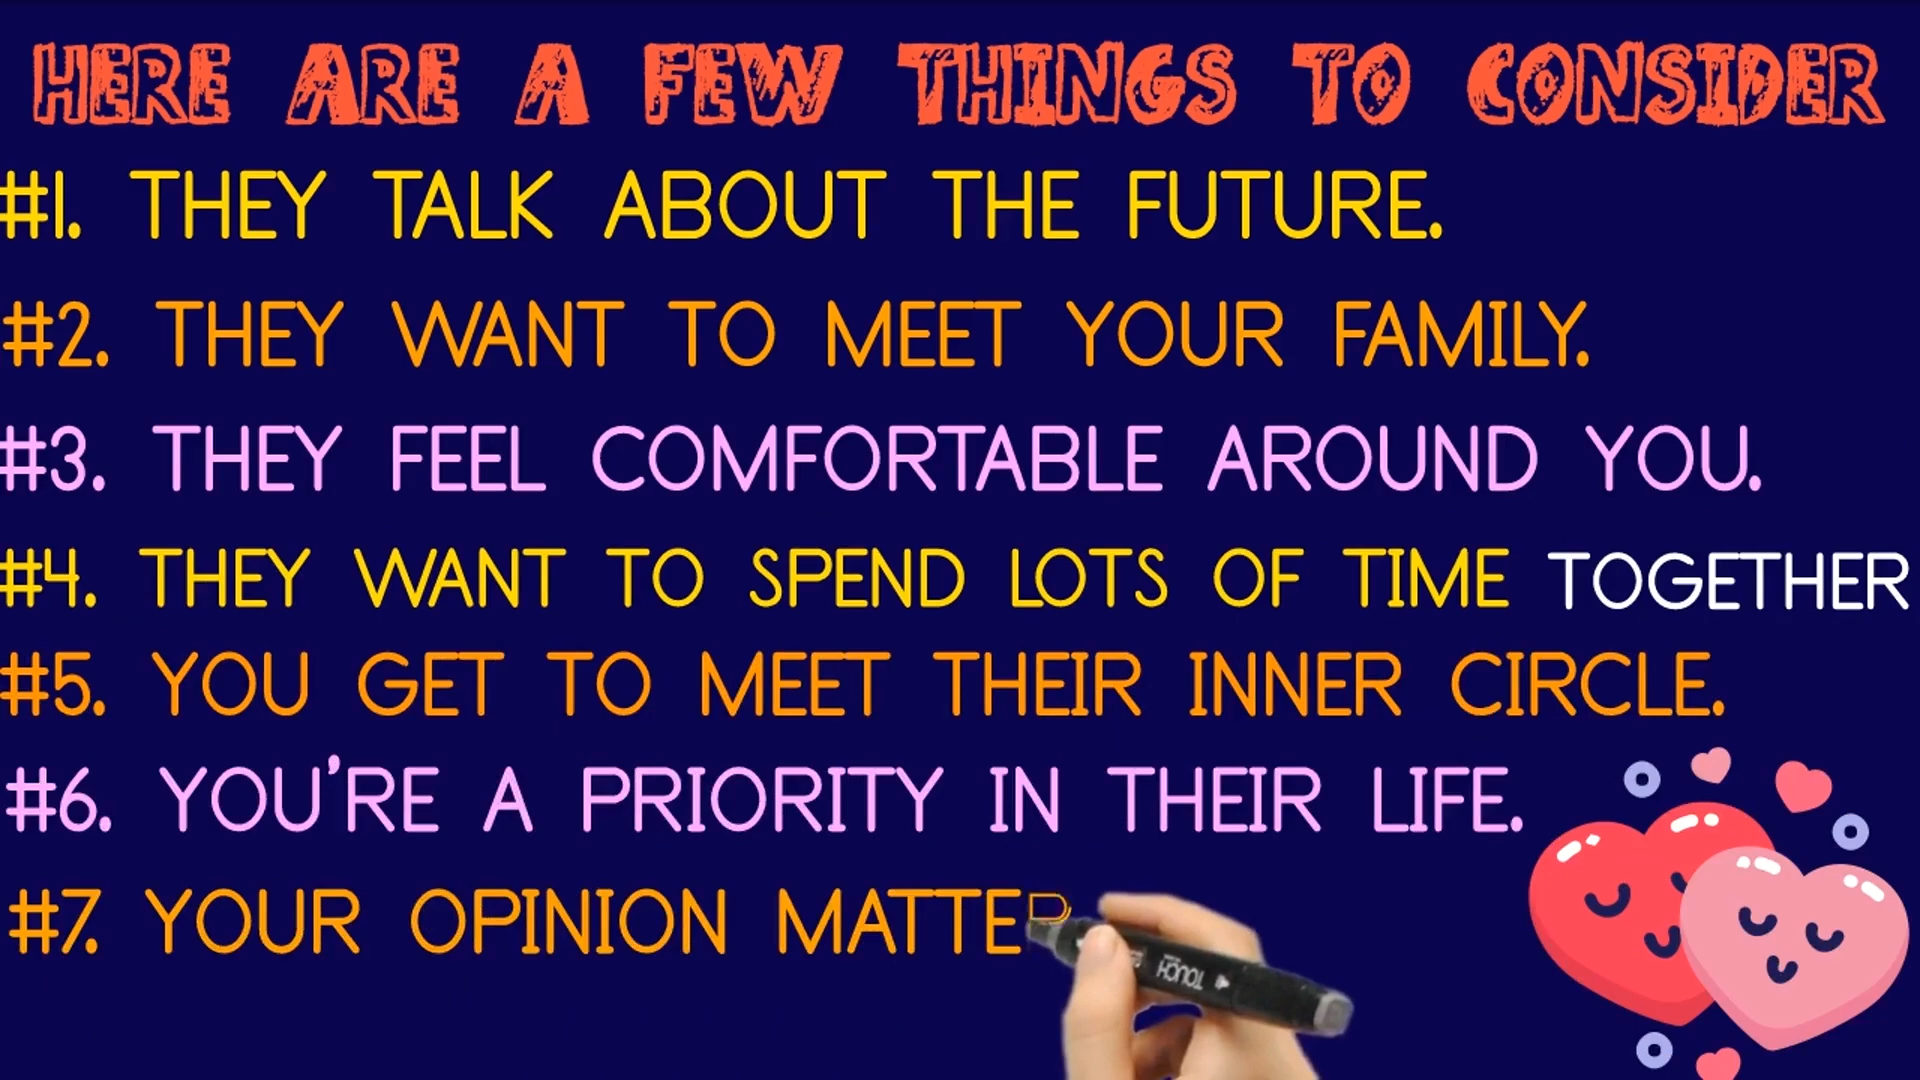 HERE ARE A FEW THINGS TO CONSIDER
#1. THEY TALK ABOUT THE FUTURE.
#2. THEY WANT TO MEET YOUR FAMILY.
#3. THEY FEEL COMFORTABLE AROUND YOU.
#4. THEY WANT TO SPEND LOTS OF TIME TOGETHER
#5. YOU GET TO MEET THEIR INNER CIRCLE.
#6. YOU'RE A PRIORITY IN THEIR LIFE.
#7. YOUR OPINION MATTER
TOUCH